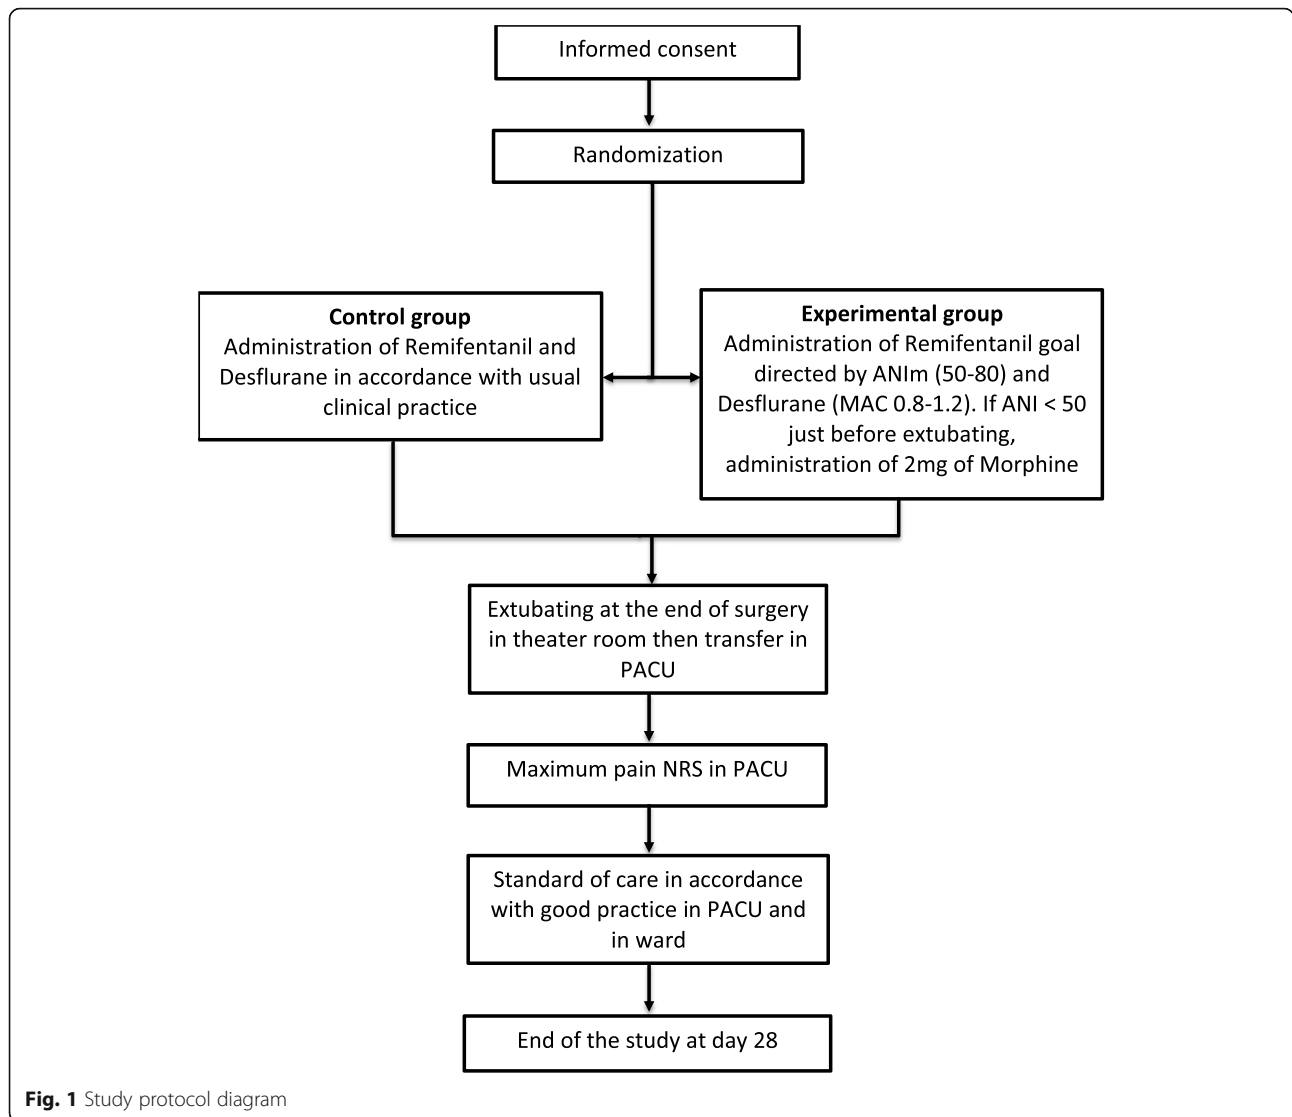 Informed consent
Randomization
Control group
Administration of Remifentanil and
Desflurane in accordance with usual
clinical practice
Experimental group
Administration of Remifentanil goal
directed by ANIm (50-80) and
Desflurane (MAC 0.8-1.2). If ANI < 50
just before extubating,
administration of 2mg of Morphine
Extubating at the end of surgery
in theater room then transfer in
PACU
Maximum pain NRS in PACU
Standard of care in accordance
with good practice in PACU and
in ward
End of the study at day 28
Fig. 1 Study protocol diagram